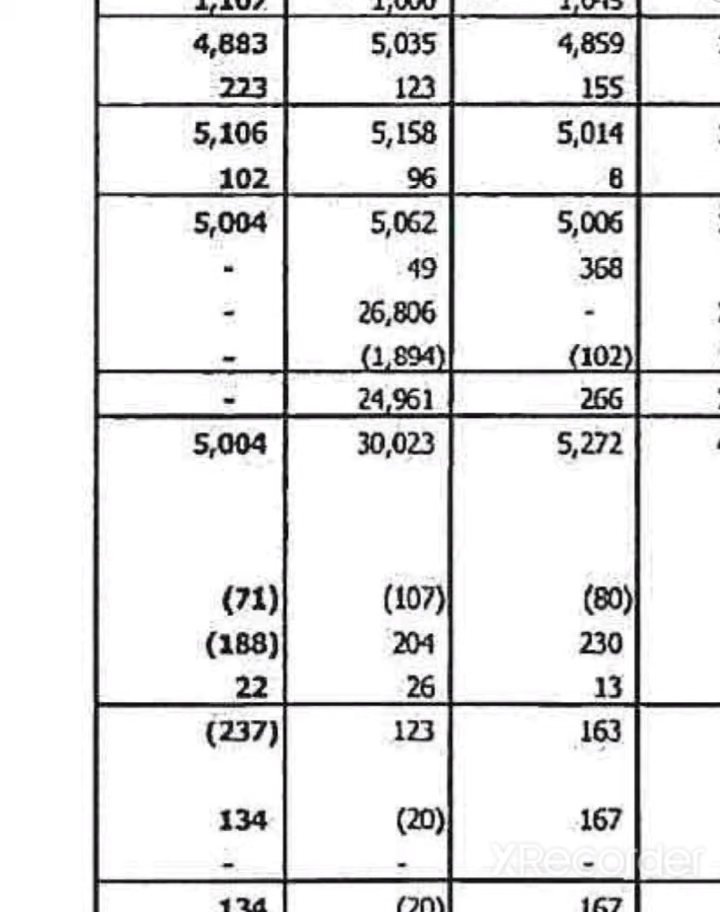 4,883 5,035 4,859
223 123 155
5,106 5,158 5,014
102 96 8
5,004 5,062 5,006
- 49 368
- 26,806 -
- (1,894) (102)
- 24,961 266
5,004 30,023 5,272
(71) (107) (80)
(188) 204 230
22 26 13
(237) 123 163
134 (20) 167
- - -
XRecorder
134 (20) 167